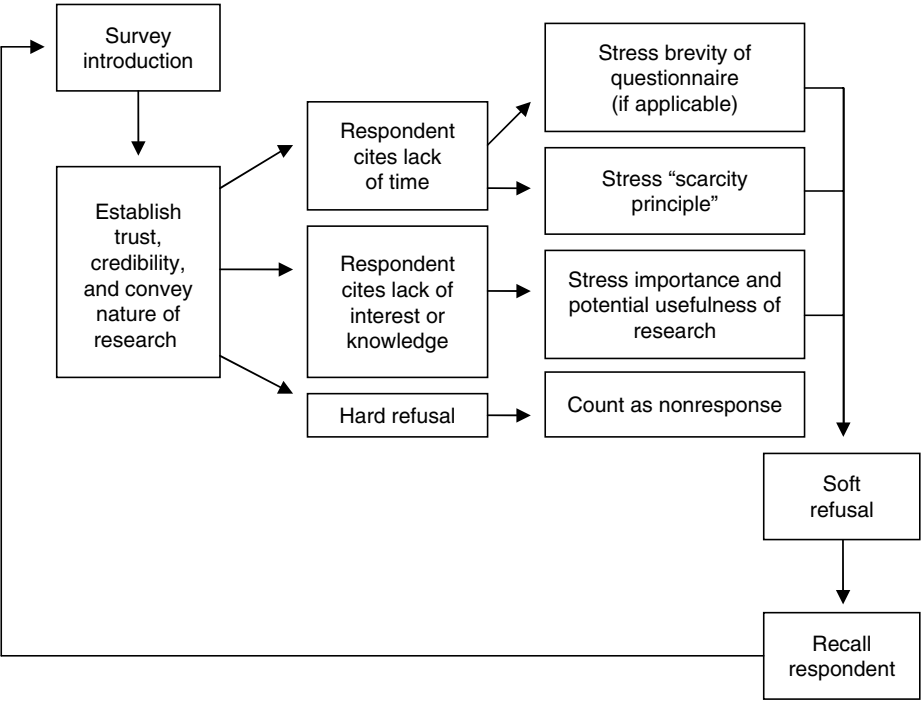 Survey
introduction
Establish
trust,
credibility,
and convey
nature of
research
Respondent
cites lack
of time
Respondent
cites lack of
interest or
knowledge
Hard refusal
Stress brevity of
questionnaire
(if applicable)
Stress “scarcity
principle”
Stress importance and
potential usefulness of
research
Count as nonresponse
Soft
refusal
Recall
respondent